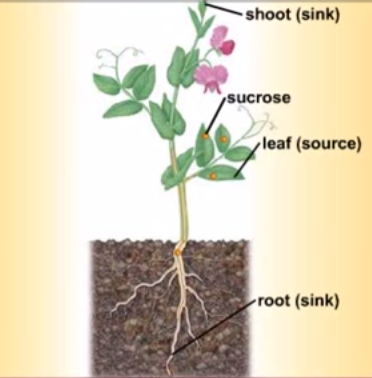 shoot (sink)
sucrose
leaf (source)
root (sink)